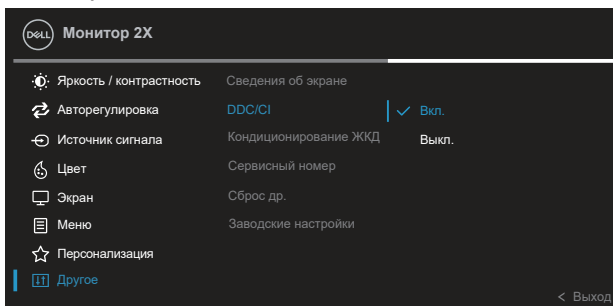 DELL Монитор 2X
Яркость / контрастность Сведения об экране
Авторегулировка DDC/CI Вкл.
Источник сигнала Кондиционирование ЖКД Выкл.
Цвет Сервисный номер
Экран Сброс др.
Меню Заводские настройки
Персонализация
Другое
< Выход